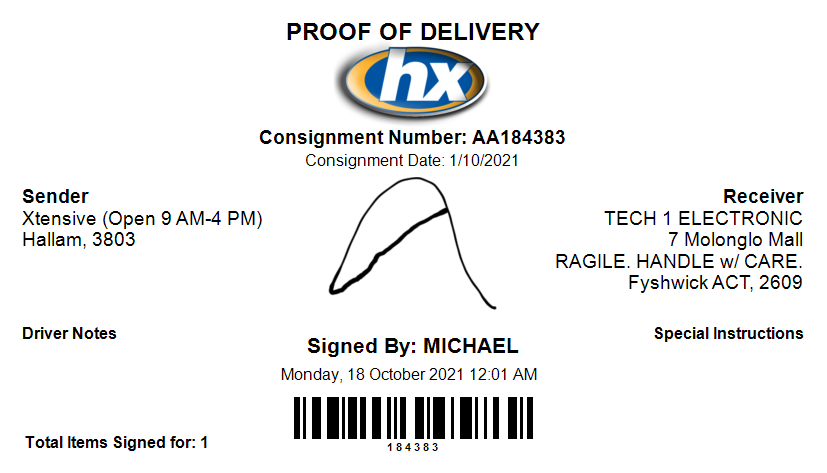 PROOF OF DELIVERY
hx
Consignment Number: AA184383
Consignment Date: 1/10/2021
Sender
Xtensive (Open 9 AM-4 PM)
Hallam, 3803
Receiver
TECH 1 ELECTRONIC
7 Molonglo Mall
RAGILE. HANDLE w/ CARE.
Fyshwick ACT, 2609
Driver Notes
Special Instructions
Signed By: MICHAEL
Monday, 18 October 2021 12:01 AM
184383
Total Items Signed for: 1